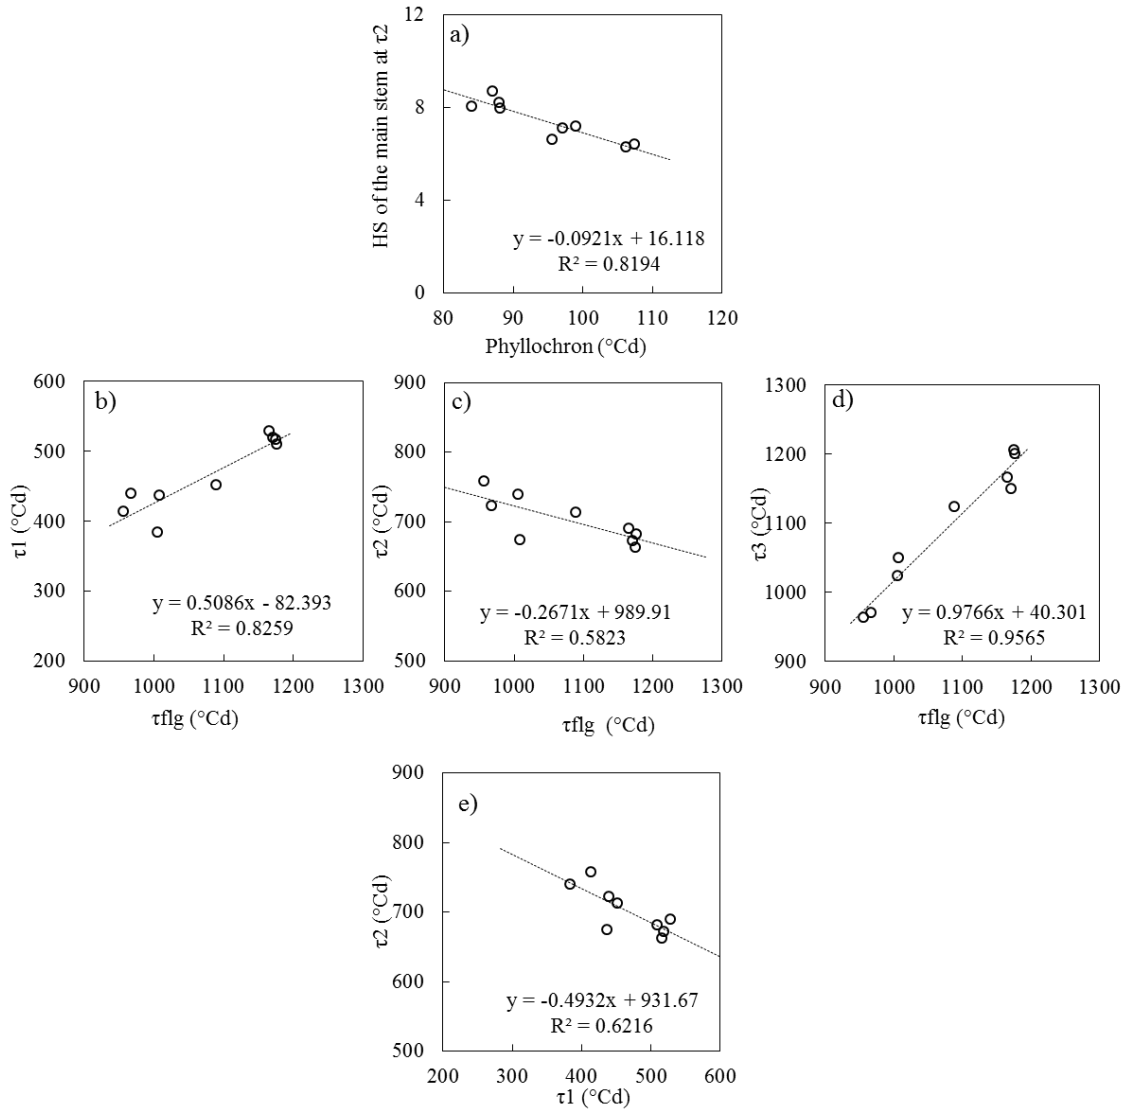 a)
HS of the main stem at τ2
12
8
4
0
y = -0.0921x + 16.118
R² = 0.8194
80 90 100 110 120
Phyllochron (°Cd)
b)
τ1 (°Cd)
600
500
400
300
200
y = 0.5086x - 82.393
R² = 0.8259
900 1000 1100 1200 1300
τflg (°Cd)
c)
τ2 (°Cd)
900
800
700
600
500
y = -0.2671x + 989.91
R² = 0.5823
900 1000 1100 1200 1300
τflg (°Cd)
d)
τ3 (°Cd)
1300
1200
1100
1000
900
y = 0.9766x + 40.301
R² = 0.9565
900 1000 1100 1200 1300
τflg (°Cd)
e)
τ2 (°Cd)
900
800
700
600
500
y = -0.4932x + 931.67
R² = 0.6216
200 300 400 500 600
τ1 (°Cd)